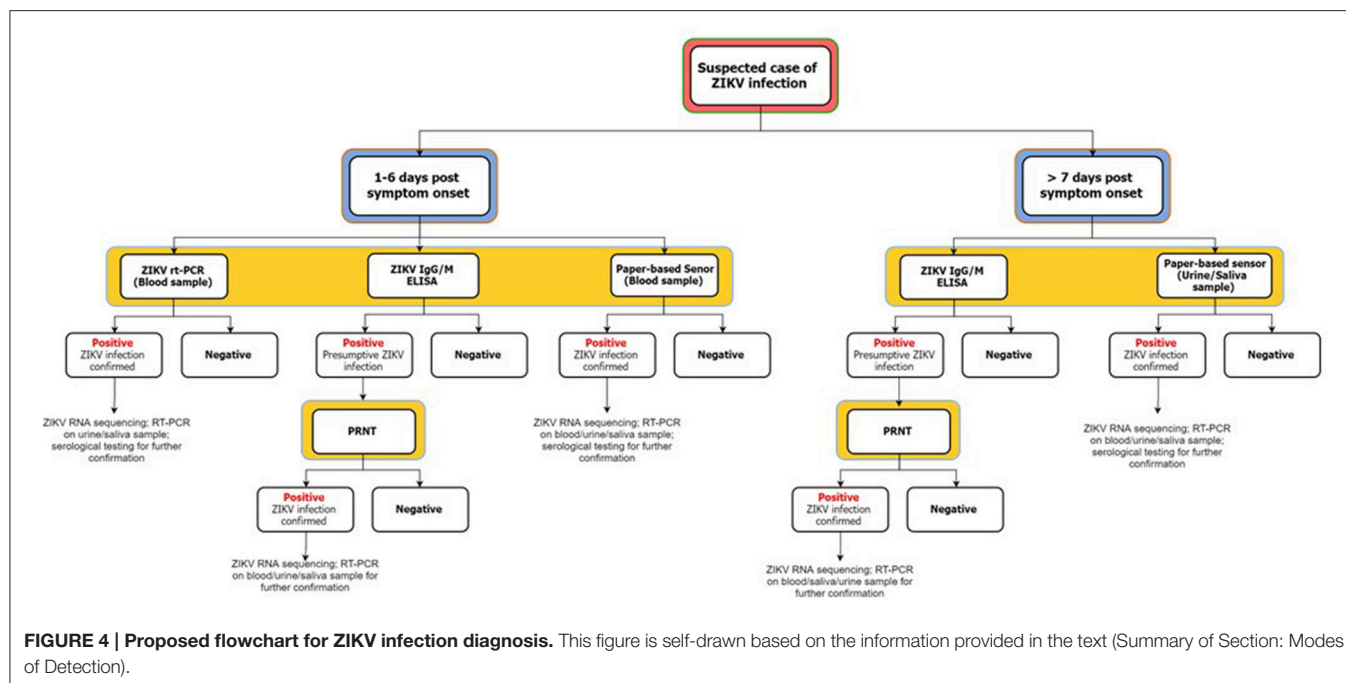 Suspected case of
ZIKV infection
1-6 days post
symptom onset
> 7 days post
symptom onset
ZIKV rt-PCR
(Blood sample)
ZIKV IgG/M
ELISA
Paper-based Senor
(Blood sample)
ZIKV IgG/M
ELISA
Paper-based sensor
(Urine/Saliva
sample)
Positive
ZIKV infection
confirmed
Negative
Positive
Presumptive ZIKV
infection
Negative
Positive
ZIKV infection
confirmed
Negative
Positive
Presumptive ZIKV
infection
Negative
Positive
ZIKV infection
confirmed
Negative
ZIKV RNA sequencing; RT-PCR
on urine/saliva sample;
serological testing for further
confirmation
PRNT
ZIKV RNA sequencing; RT-PCR
on blood/urine/saliva sample;
serological testing for further
confirmation
PRNT
ZIKV RNA sequencing; RT-PCR
on blood/urine/saliva sample;
serological testing for further
confirmation
Positive
ZIKV infection
confirmed
Negative
Positive
ZIKV infection
confirmed
Negative
ZIKV RNA sequencing; RT-PCR
on blood/urine/saliva sample for
further confirmation
ZIKV RNA sequencing; RT-PCR
on blood/saliva/urine sample for
further confirmation
FIGURE 4 | Proposed flowchart for ZIKV infection diagnosis. This figure is self-drawn based on the information provided in the text (Summary of Section: Modes
of Detection).